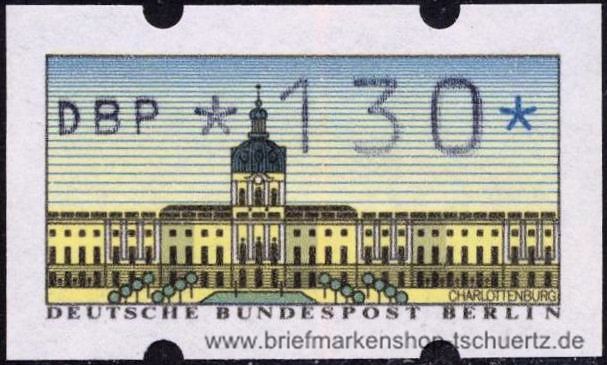 DBP *130*
CHARLOTTENBURG
DEUTSCHE BUNDESPOST BERLIN
www.briefmarkenshop-tschuertz.de